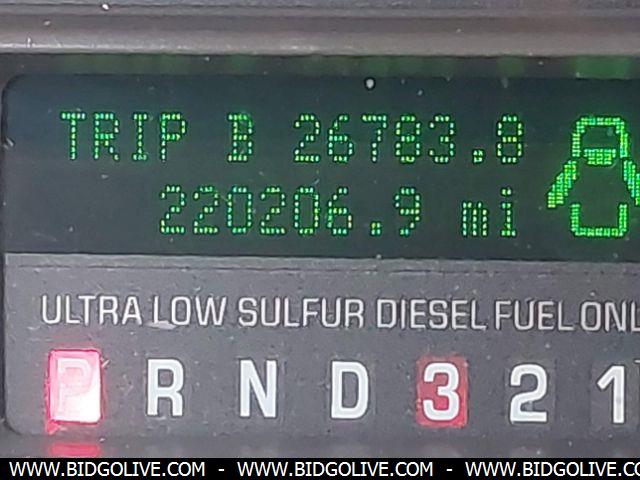 TRIP B 26783.8
220206.9 mi
ULTRA LOW SULFUR DIESEL FUEL ONL
P R N D 3 2 1
WWW.BIDGOLIVE.COM - WWW.BIDGOLIVE.COM - WWW.BIDGOLIVE.COM